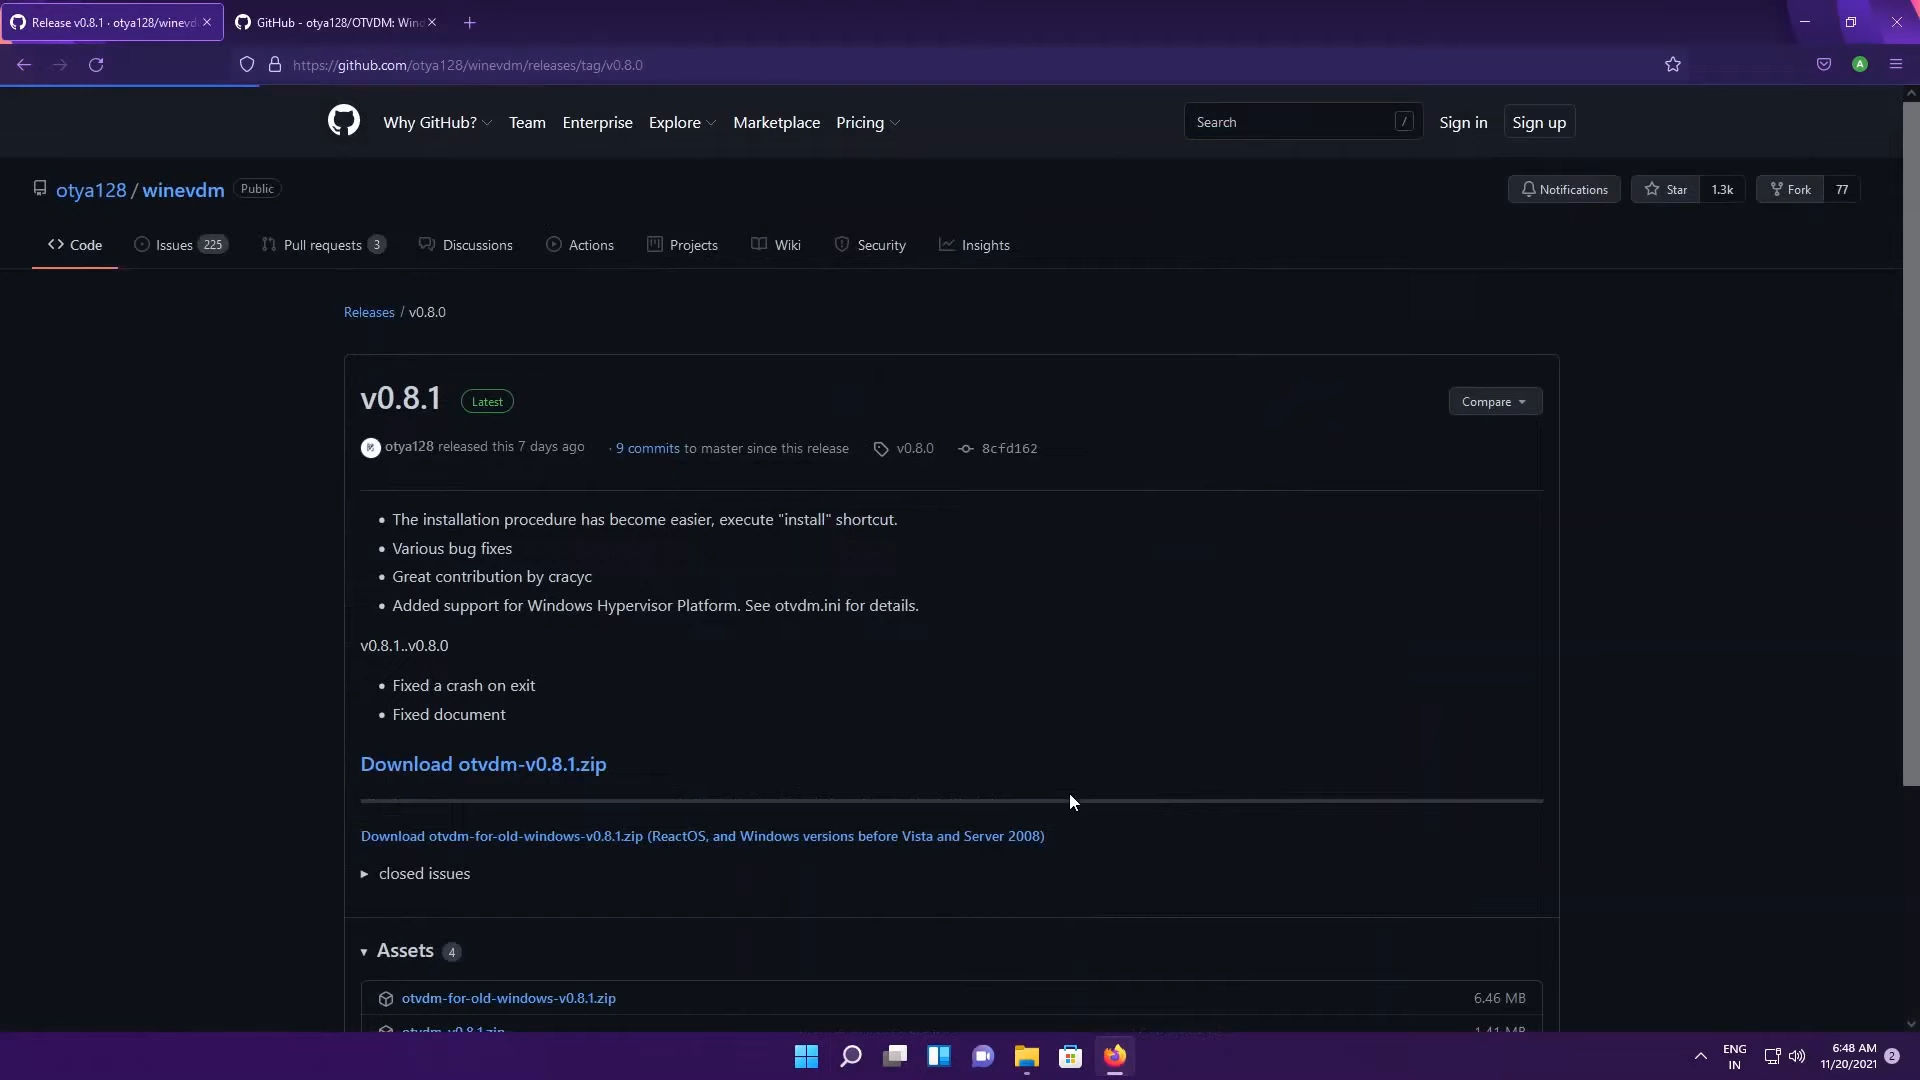 Release v0.8.1 · otya128/winevd
GitHub - otya128/OTVDM: Win
https://github.com/otya128/winevdm/releases/tag/v0.8.0
A
Why GitHub?
Team
Enterprise
Explore
Marketplace
Pricing
Search
/
Sign in
Sign up
otya128 / winevdm
Public
Notifications
Star
1.3k
Fork
77
Code
Issues 225
Pull requests 3
Discussions
Actions
Projects
Wiki
Security
Insights
Releases / v0.8.0
v0.8.1
Latest
Compare
otya128 released this 7 days ago
· 9 commits to master since this release
v0.8.0
8cfd162
• The installation procedure has become easier, execute "install" shortcut.
• Various bug fixes
• Great contribution by cracyc
• Added support for Windows Hypervisor Platform. See otvdm.ini for details.
v0.8.1..v0.8.0
• Fixed a crash on exit
• Fixed document
Download otvdm-v0.8.1.zip
Download otvdm-for-old-windows-v0.8.1.zip (ReactOS, and Windows versions before Vista and Server 2008)
closed issues
Assets 4
otvdm-for-old-windows-v0.8.1.zip
6.46 MB
otvdm-v0.8.1.zip
1.41 MB
ENG
IN
6:48 AM
11/20/2021
2